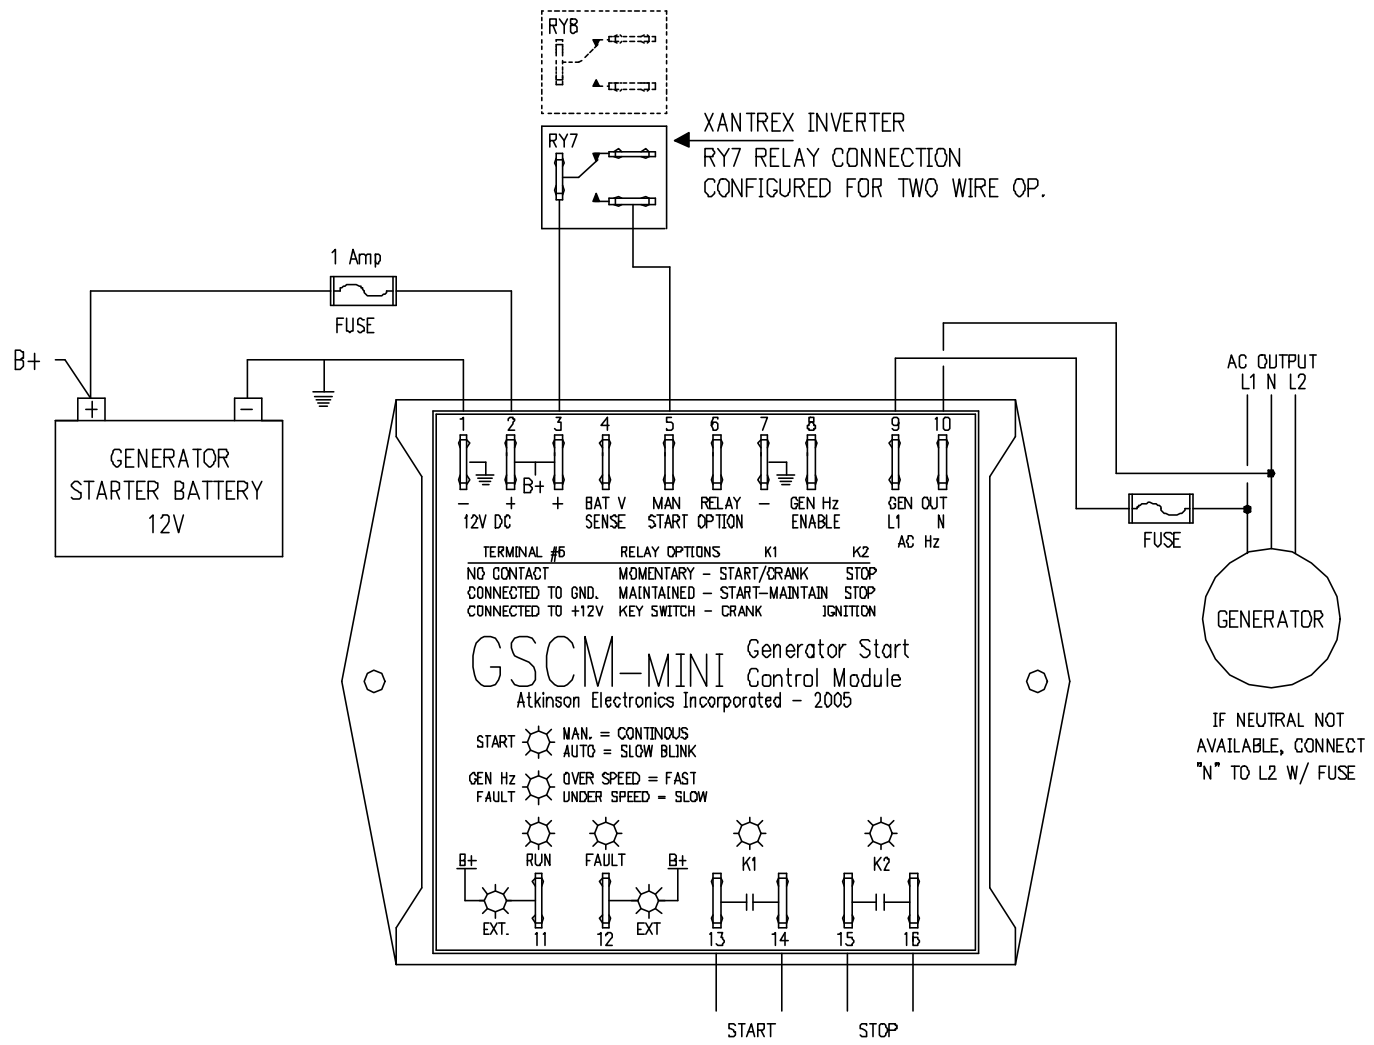 RY8
RY7
XANTREX INVERTER
RY7 RELAY CONNECTION
CONFIGURED FOR TWO WIRE OP.
1 Amp
FUSE
B+
+
-
GENERATOR
STARTER BATTERY
12V
AC OUTPUT
L1 N L2
1 2 3 4 5 6 7 8 9 10
B+
- + + BAT V MAN RELAY - GEN Hz GEN OUT
12V DC SENSE START OPTION ENABLE L1 N
AC Hz
FUSE
GENERATOR
TERMINAL #6 RELAY OPTIONS K1 K2
NO CONTACT MOMENTARY - START/CRANK STOP
CONNECTED TO GND. MAINTAINED - START-MAINTAIN STOP
CONNECTED TO +12V KEY SWITCH - CRANK IGNITION
GSCM-MINI
Generator Start
Control Module
Atkinson Electronics Incorporated - 2005
IF NEUTRAL NOT
AVAILABLE, CONNECT
"N" TO L2 W/ FUSE
START
MAN. = CONTINOUS
AUTO = SLOW BLINK
GEN Hz
FAULT
OVER SPEED = FAST
UNDER SPEED = SLOW
B+ RUN FAULT B+ K1 K2
EXT. EXT
11 12 13 14 15 16
START STOP